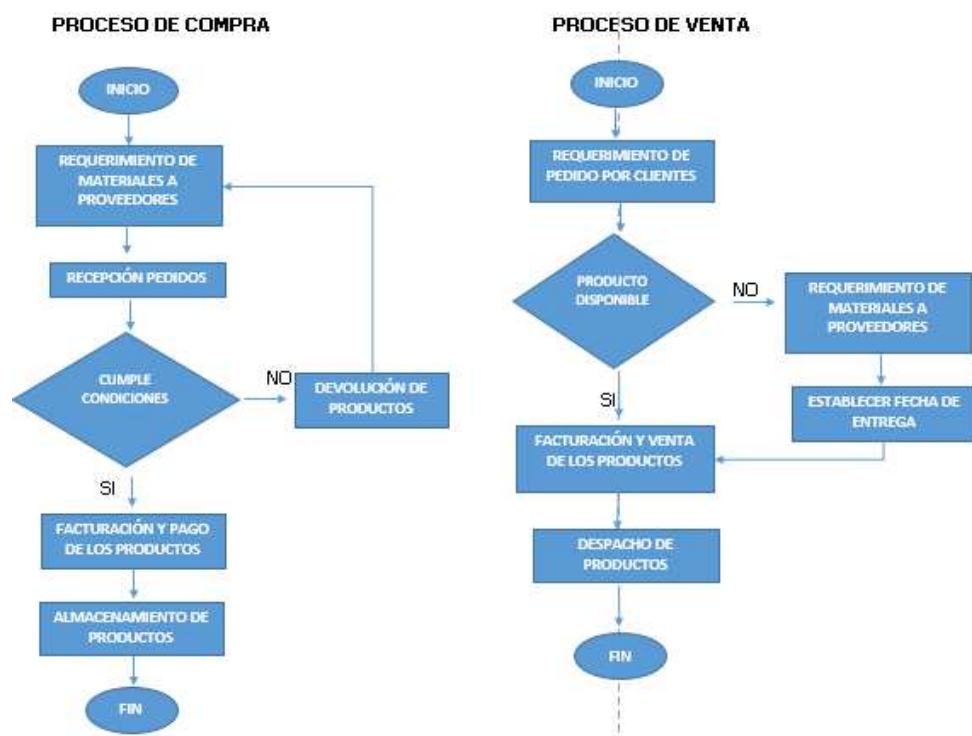 PROCESO DE COMPRA
INICIO
REQUERIMIENTO DE
MATERIALES A
PROVEEDORES
RECEPCIÓN PEDIDOS
CUMPLE
CONDICIONES
NO
DEVOLUCIÓN DE
PRODUCTOS
SI
FACTURACIÓN Y PAGO
DE LOS PRODUCTOS
ALMACENAMIENTO DE
PRODUCTOS
FIN
PROCESO DE VENTA
INICIO
REQUERIMIENTO DE
PEDIDO POR CLIENTES
PRODUCTO
DISPONIBLE
NO
REQUERIMIENTO DE
MATERIALES A
PROVEEDORES
ESTABLECER FECHA DE
ENTREGA
SI
FACTURACIÓN Y VENTA
DE LOS PRODUCTOS
DESPACHO DE
PRODUCTOS
FIN